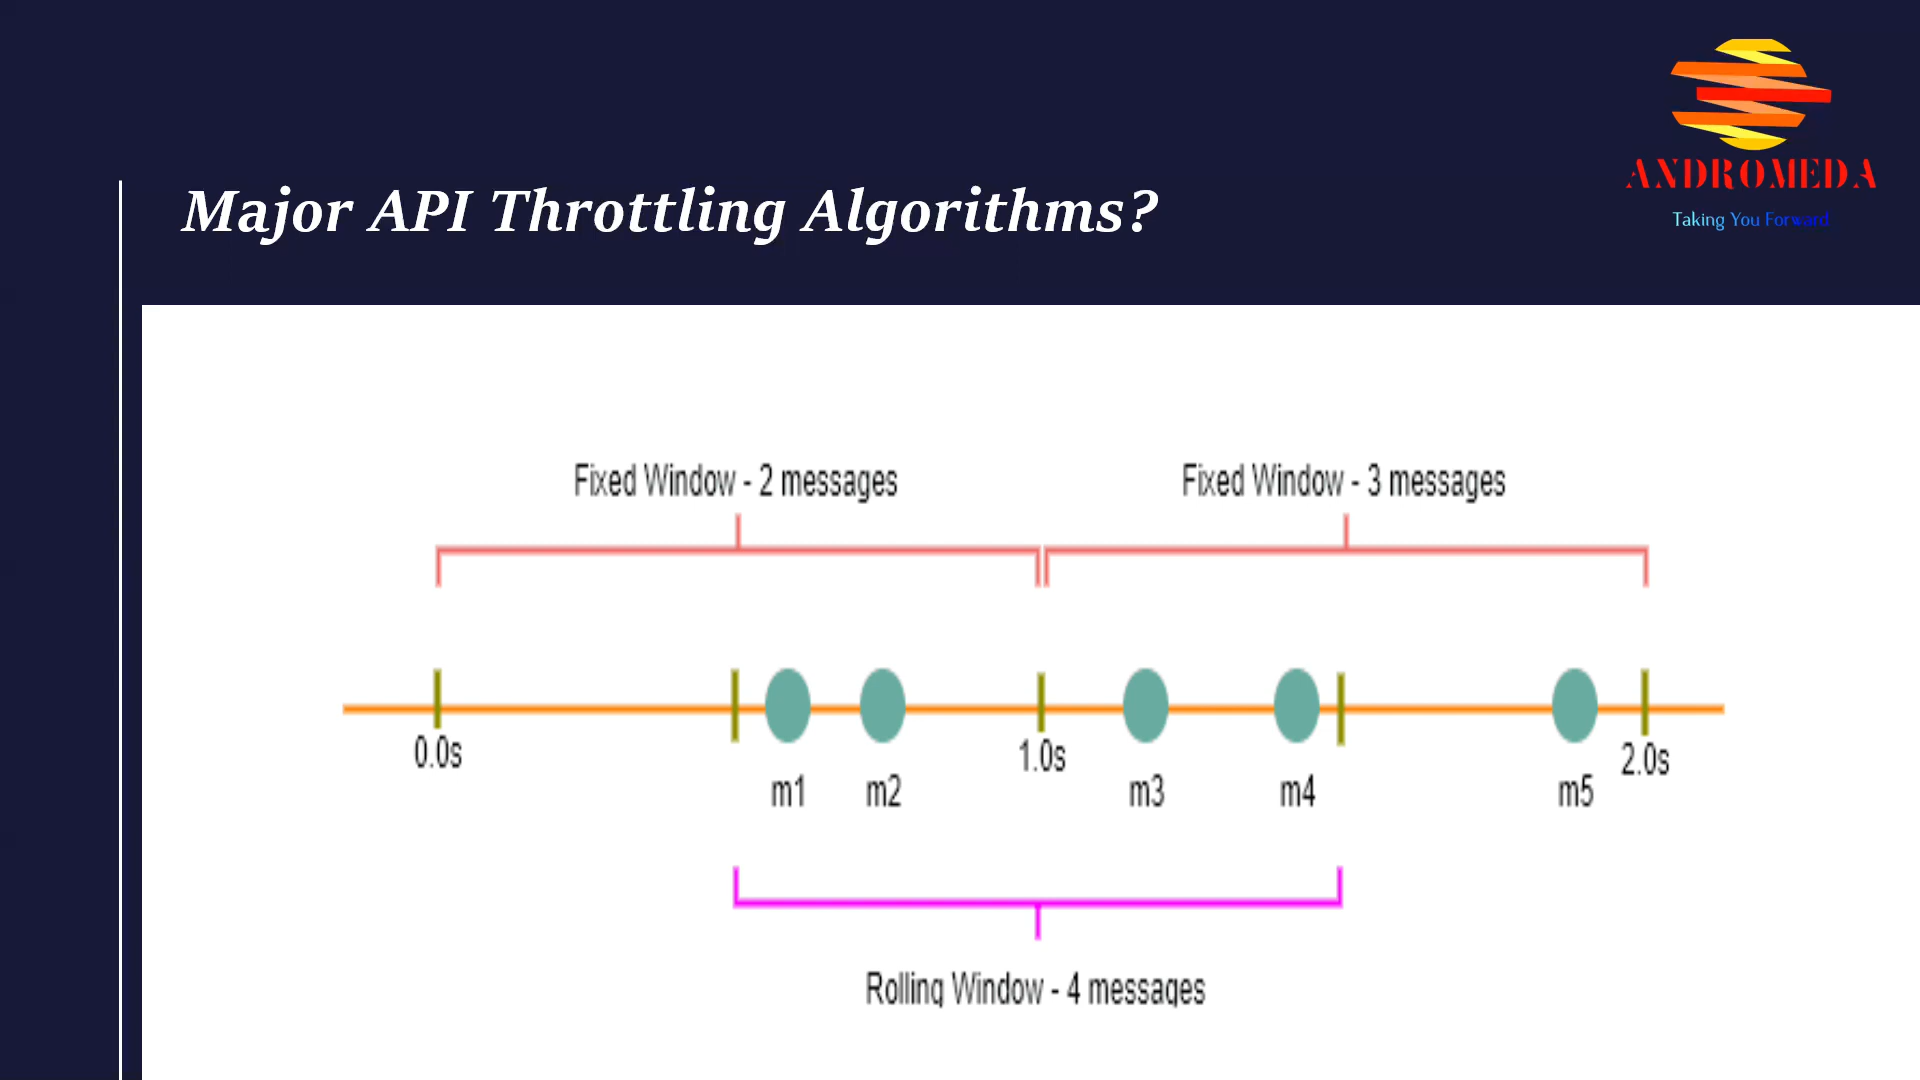 ANDROMEDA
Taking You Forward
Major API Throttling Algorithms?
Fixed Window - 2 messages
Fixed Window - 3 messages
0.0s
1.0s
2.0s
m1
m2
m3
m4
m5
Rolling Window - 4 messages